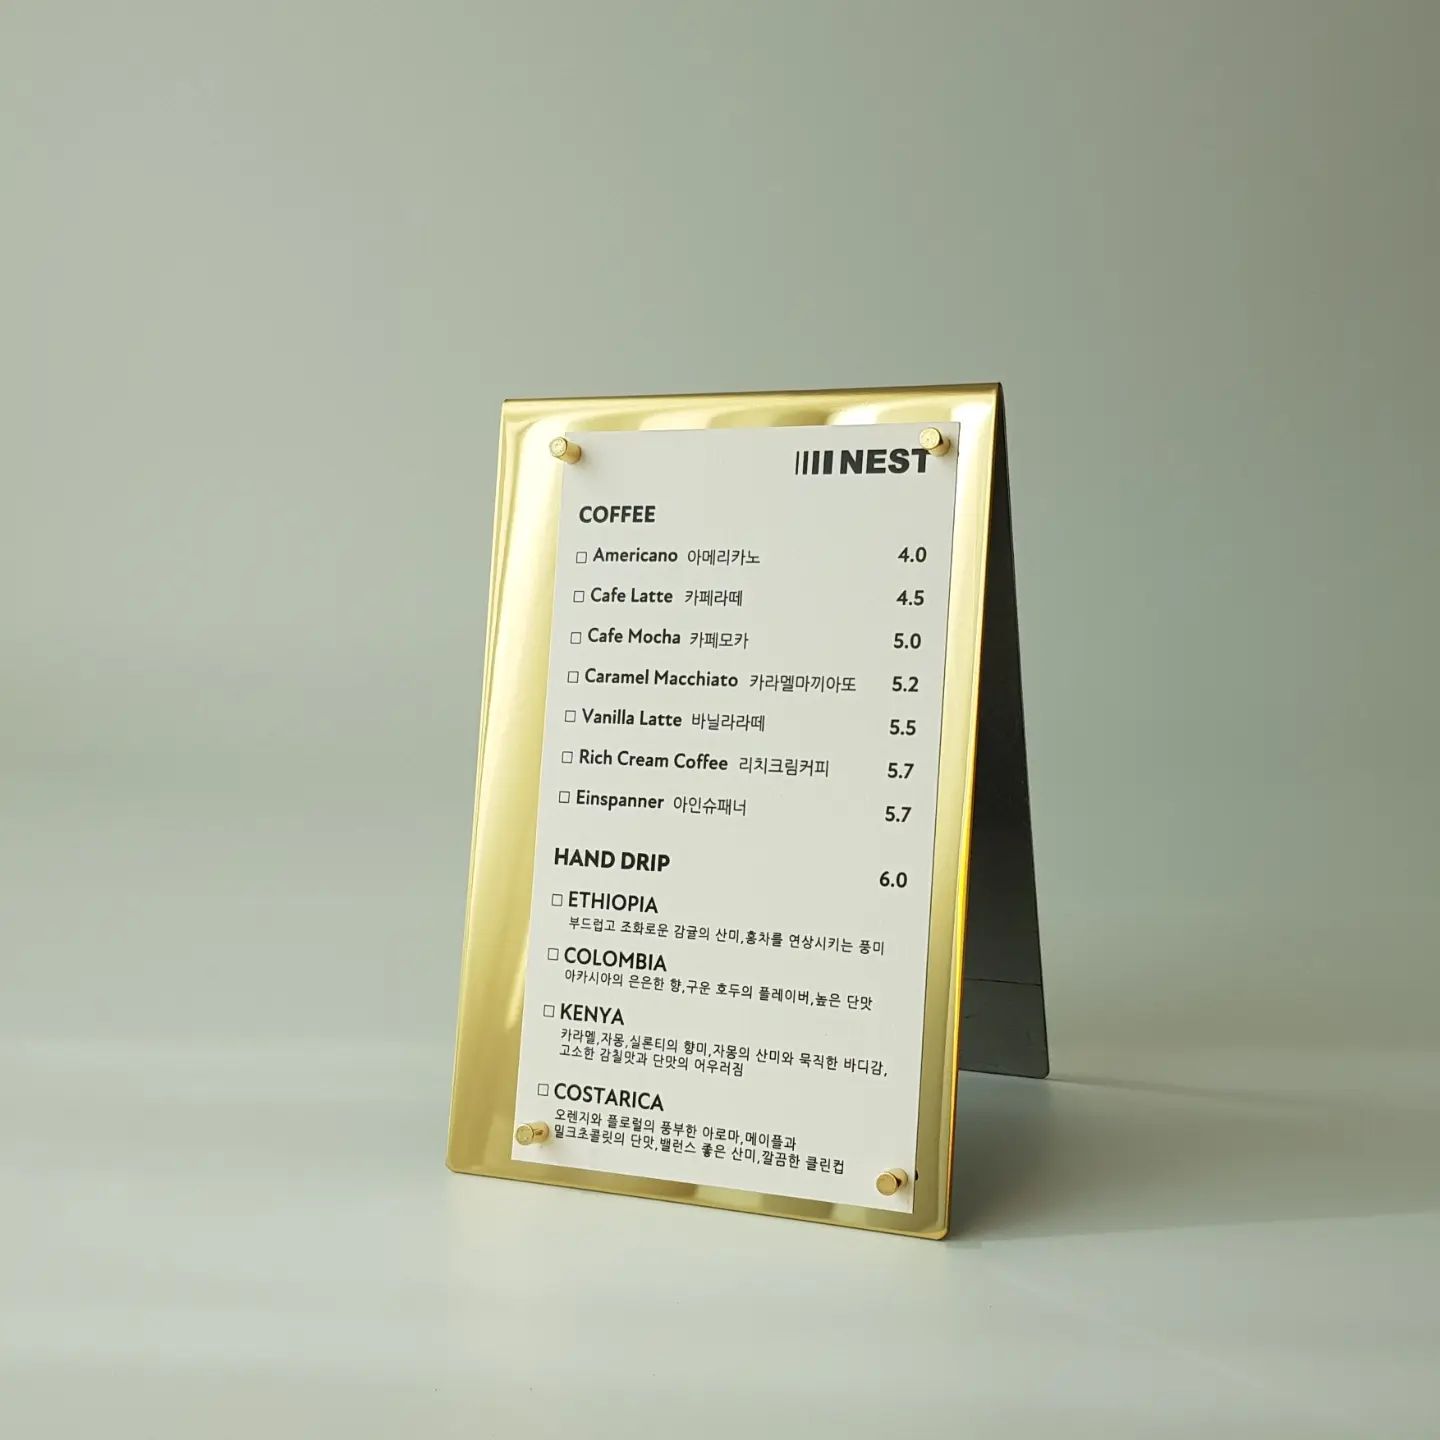 NEST
COFFEE
□ Americano 아메리카노 4.0
□ Cafe Latte 카페라떼 4.5
□ Cafe Mocha 카페모카 5.0
□ Caramel Macchiato 카라멜마끼아또 5.2
□ Vanilla Latte 바닐라라떼 5.5
□ Rich Cream Coffee 리치크림커피 5.7
□ Einspanner 아인슈패너 5.7
HAND DRIP 6.0
□ ETHIOPIA
부드럽고 조화로운 감귤의 산미,홍차를 연상시키는 풍미
□ COLOMBIA
아카시아의 은은한 향,구운 호두의 플레이버,높은 단맛
□ KENYA
카라멜,자몽,실론티의 향미,자몽의 산미와 묵직한 바디감,
고소한 감칠맛과 단맛의 어우러짐
□ COSTARICA
오렌지와 플로럴의 풍부한 아로마,메이플과
밀크초콜릿의 단맛,밸런스 좋은 산미,깔끔한 클린컵